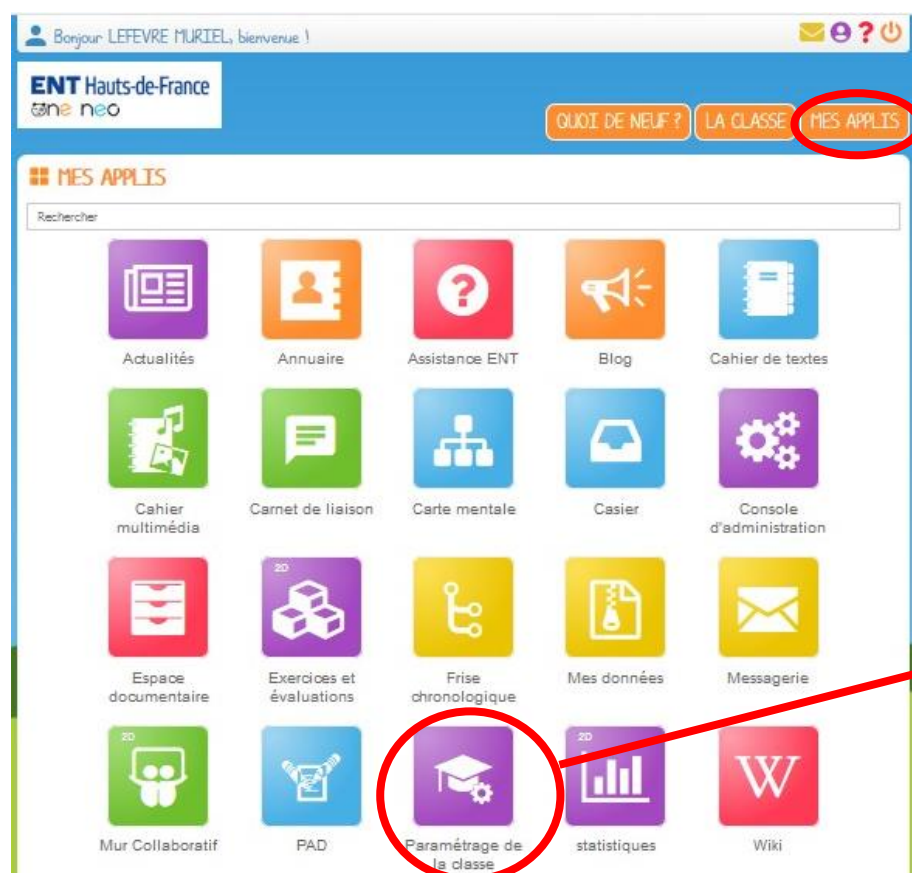 Bonjour LEFEVRE MURIEL, bienvenue !
?
ENT Hauts-de-France
one neo
QUOI DE NEUF ?
LA CLASSE
MES APPLIS
MES APPLIS
Rechercher
?
Actualités
Annuaire
Assistance ENT
Blog
Cahier de textes
Cahier
multimédia
Carnet de liaison
Carte mentale
Casier
Console
d'administration
2D
Espace
documentaire
Exercices et
évaluations
Frise
chronologique
Mes données
Messagerie
2D
2D
W
Mur Collaboratif
PAD
Paramétrage de
la classe
statistiques
Wiki